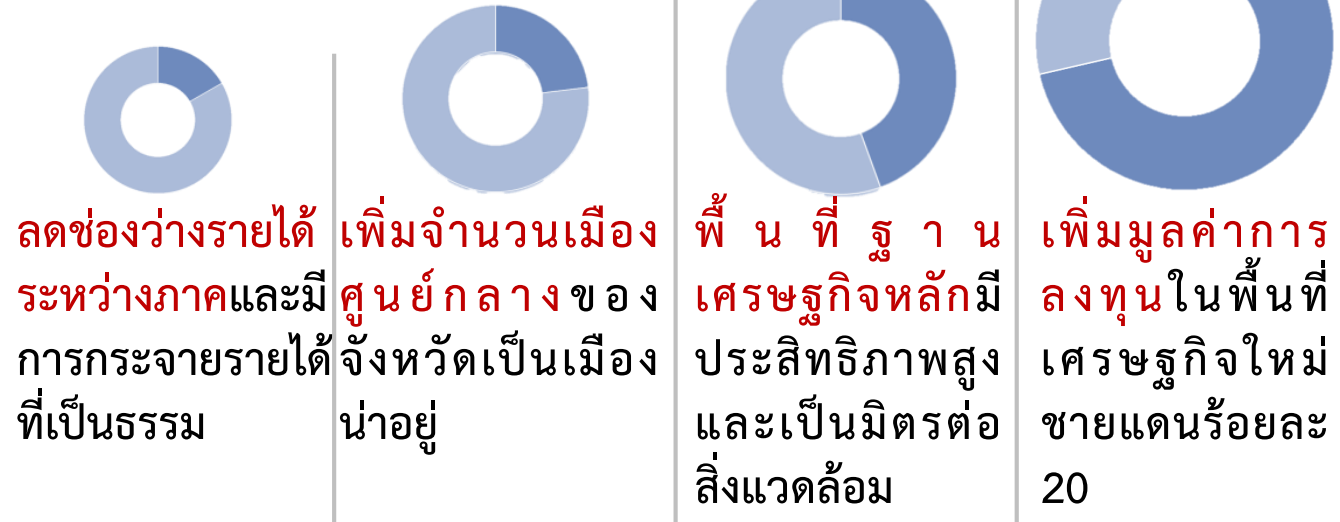 ลดช่องว่างรายได้
ระหว่างภาคและมี
การกระจายรายได้
ที่เป็นธรรม
เพิ่มจำนวนเมือง
ศูนย์กลางของ
จังหวัดเป็นเมือง
น่าอยู่
พื้นที่ฐาน
เศรษฐกิจหลักมี
ประสิทธิภาพสูง
และเป็นมิตรต่อ
สิ่งแวดล้อม
เพิ่มมูลค่าการ
ลงทุนในพื้นที่
เศรษฐกิจใหม่
ชายแดนร้อยละ
20